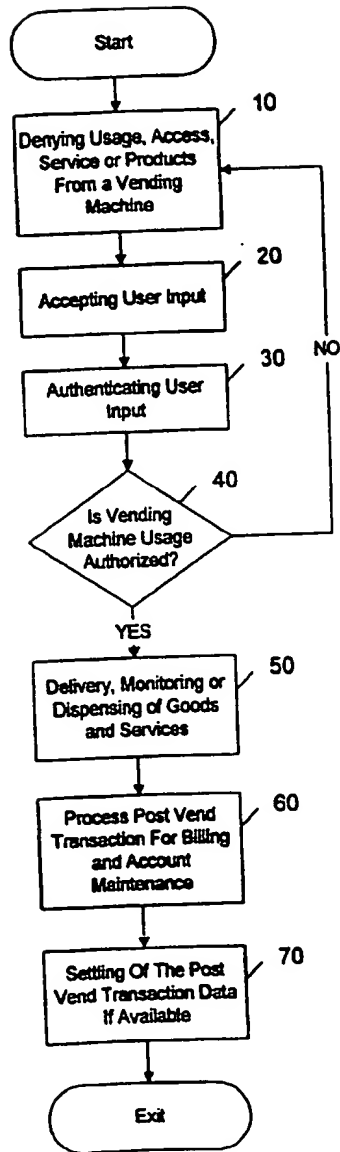 Start
10
Denying Usage, Access,
Service or Products
From a Vending
Machine
20
Accepting User Input
NO
30
Authenticating User
Input
40
Is Vending
Machine Usage
Authorized?
YES
50
Delivery, Monitoring or
Dispensing of Goods
and Services
60
Process Post Vend
Transaction For Billing
and Account
Maintenance
70
Settling Of The Post
Vend Transaction Data
If Available
Exit